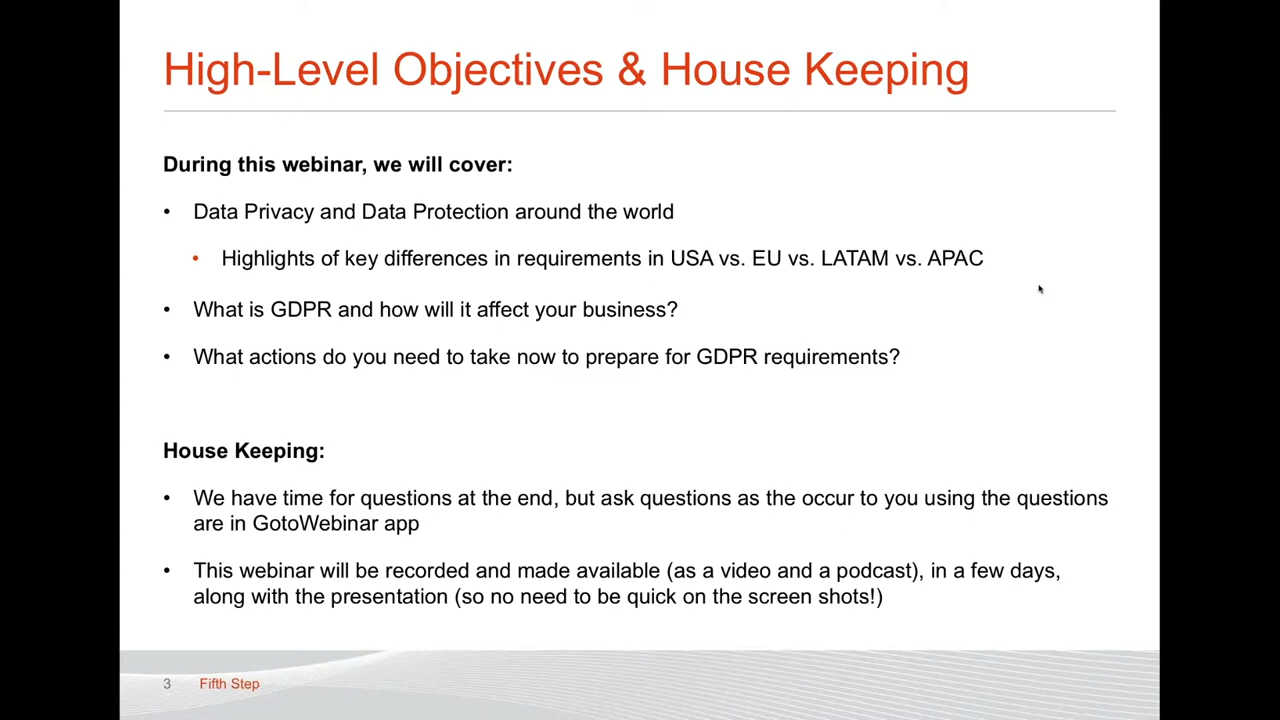 High-Level Objectives & House Keeping
During this webinar, we will cover:
• Data Privacy and Data Protection around the world
• Highlights of key differences in requirements in USA vs. EU vs. LATAM vs. APAC
• What is GDPR and how will it affect your business?
• What actions do you need to take now to prepare for GDPR requirements?
House Keeping:
• We have time for questions at the end, but ask questions as the occur to you using the questions
are in GotoWebinar app
• This webinar will be recorded and made available (as a video and a podcast), in a few days,
along with the presentation (so no need to be quick on the screen shots!)
3 Fifth Step